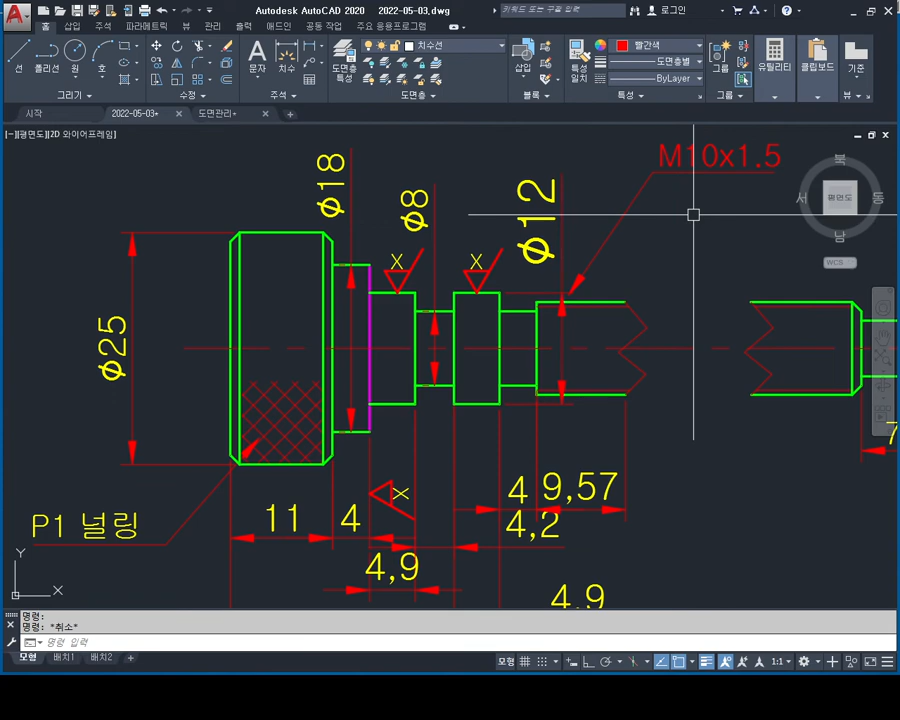 Autodesk AutoCAD 2020 2022-05-03.dwg
키워드 또는 구문 입력
로그인
홈 삽입 주석 파라메트릭 뷰 관리 출력 애드인 공동 작업 주요 응용프로그램
선 폴리선 원 호
문자 치수
도면층 특성
치수선
삽입
특성 일치
빨간색
도면층별
ByLayer
그룹
유틸리티
클립보드
기준
그리기 수정 주석 도면층 블록 특성 그룹 뷰
시작 2022-05-03* 도면관리*
[−]평면도][2D 와이어프레임]
북
서 평면도 동
남
WCS
M10x1.5
ϕ18
ϕ8
ϕ12
x
x
ϕ25
x
P1 널링
11
4
4
9,57
4,2
4,9
4,9
7
Y
X
명령:
명령: *취소*
명령 입력
모형 배치1 배치2 +
모형 1:1